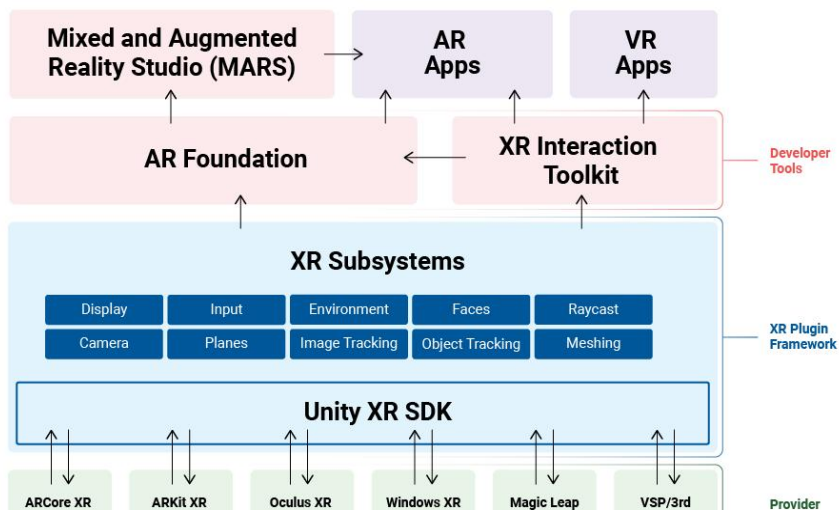 Mixed and Augmented
Reality Studio (MARS)
AR
Apps
VR
Apps
AR Foundation
XR Interaction
Toolkit
Developer
Tools
XR Subsystems
Display
Input
Environment
Faces
Raycast
Camera
Planes
Image Tracking
Object Tracking
Meshing
XR Plugin
Framework
Unity XR SDK
ARCore XR
ARKit XR
Oculus XR
Windows XR
Magic Leap
VSP/3rd
Provider